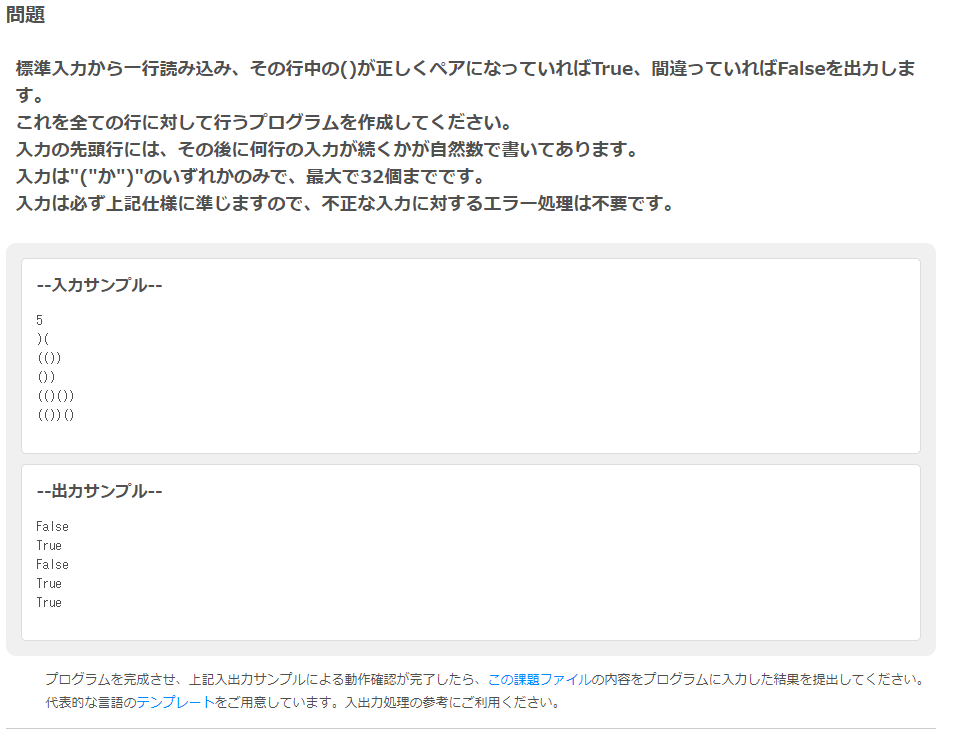 問題
標準入力から一行読み込み、その行中の()が正しくペアになっていればTrue、間違っていればFalseを出力しま
す。
これを全ての行に対して行うプログラムを作成してください。
入力の先頭行には、その後に何行の入力が続くかが自然数で書いてあります。
入力は"("か")"のいずれかのみで、最大で32個までです。
入力は必ず上記仕様に準じますので、不正な入力に対するエラー処理は不要です。
--入力サンプル--
5
)(
(())
())
(()())
(())()
--出力サンプル--
False
True
False
True
True
プログラムを完成させ、上記入出力サンプルによる動作確認が完了したら、この課題ファイルの内容をプログラムに入力した結果を提出してください。
代表的な言語のテンプレートをご用意しています。入出力処理の参考にご利用ください。